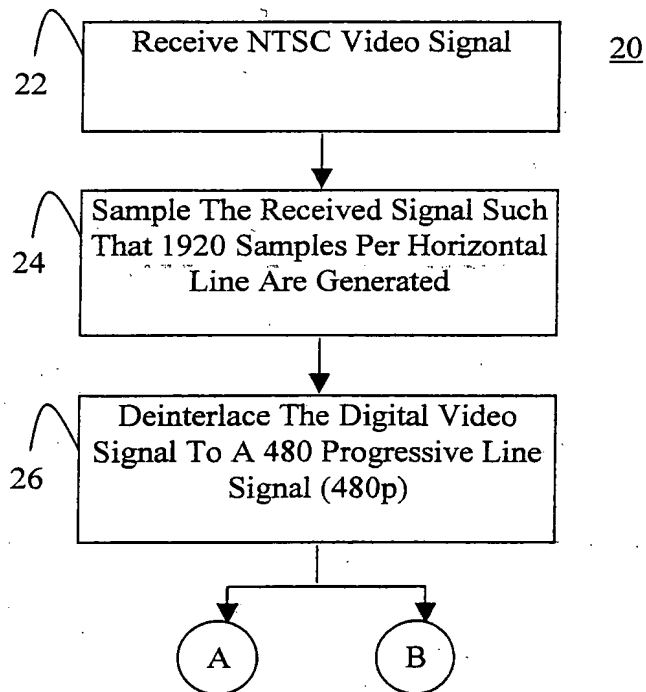 Receive NTSC Video Signal
20
22
Sample The Received Signal Such
That 1920 Samples Per Horizontal
Line Are Generated
24
Deinterlace The Digital Video
Signal To A 480 Progressive Line
Signal (480p)
26
A
B